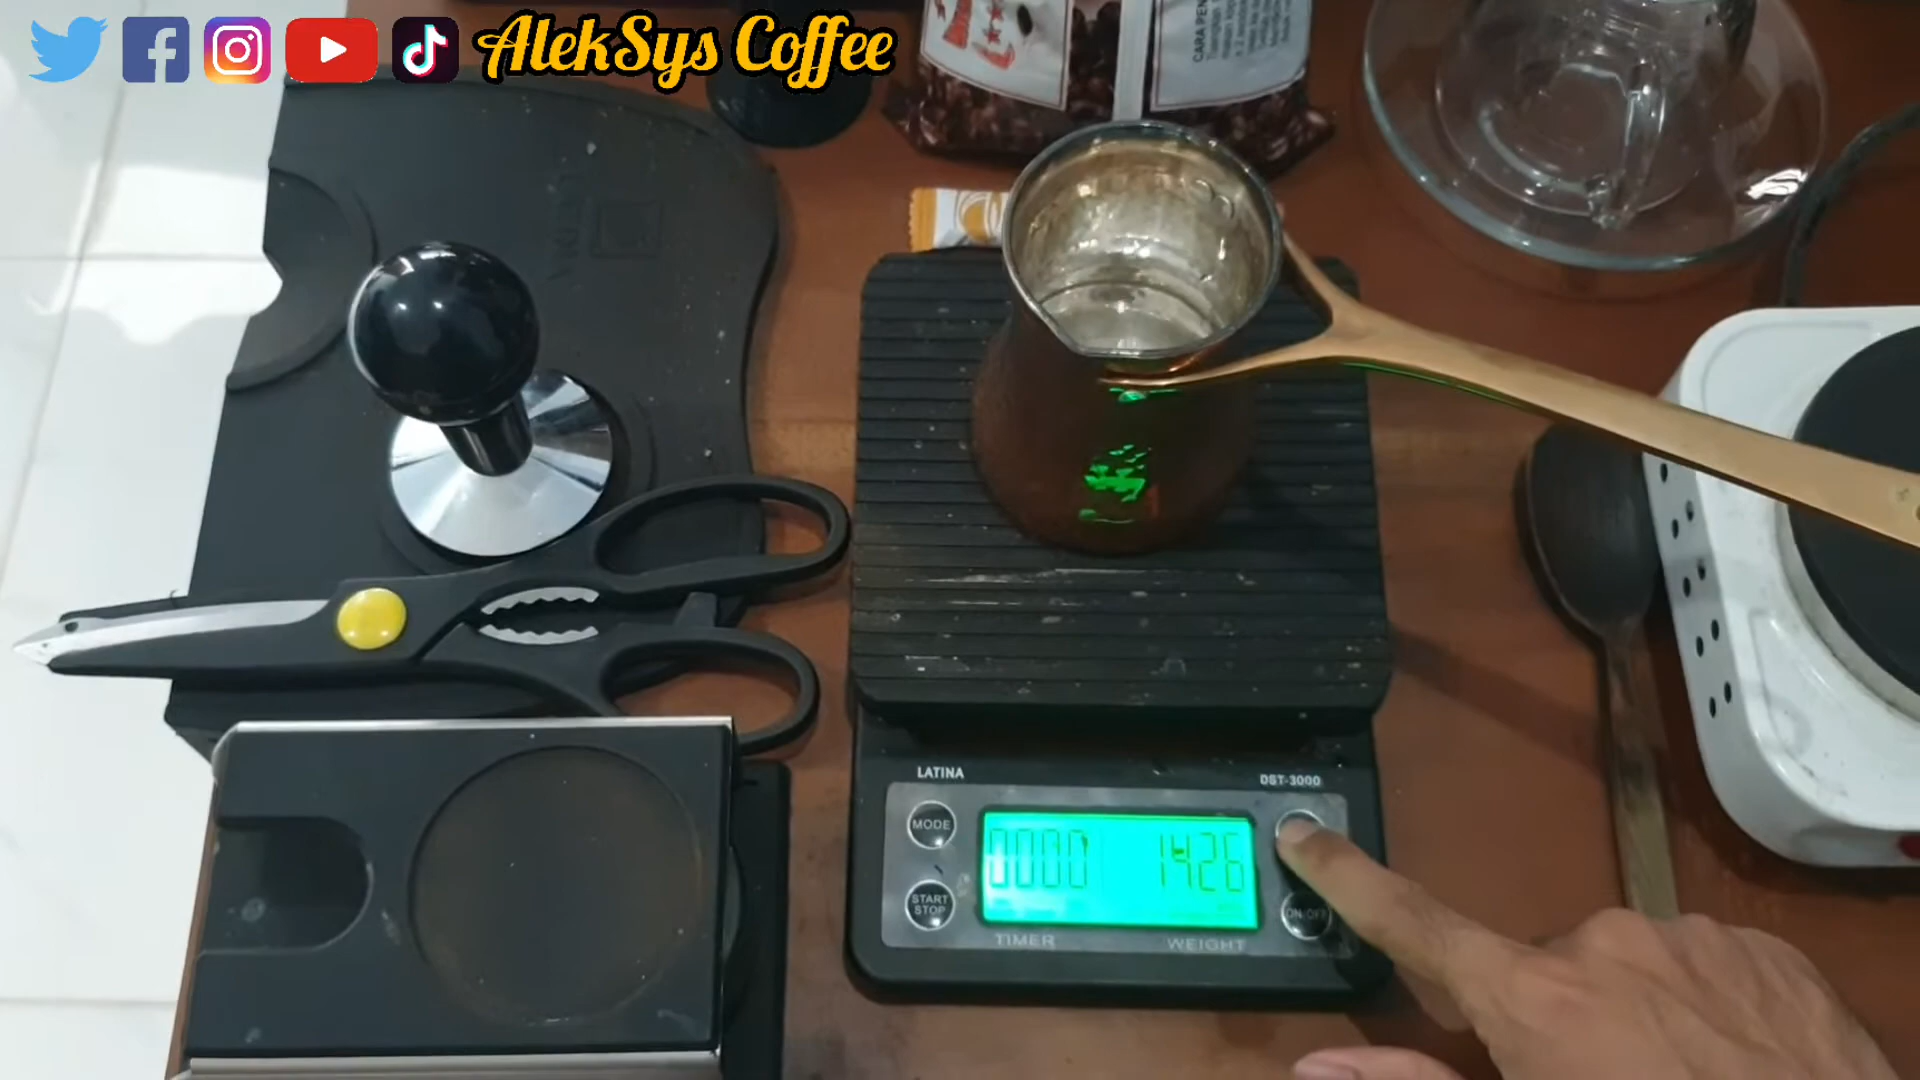 AlekSys Coffee
CARA PEN
LATINA
DST-3000
MODE
0000 1426
START
STOP
ON/OFF
TIMER
WEIGHT